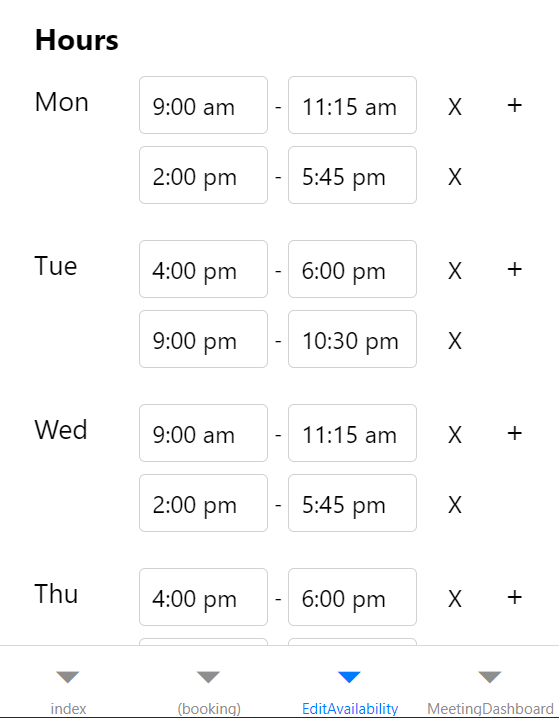 Hours
Mon 9:00 am - 11:15 am X +
2:00 pm - 5:45 pm X
Tue 4:00 pm - 6:00 pm X +
9:00 pm - 10:30 pm X
Wed 9:00 am - 11:15 am X +
2:00 pm - 5:45 pm X
Thu 4:00 pm - 6:00 pm X +
index (booking) EditAvailability MeetingDashboard